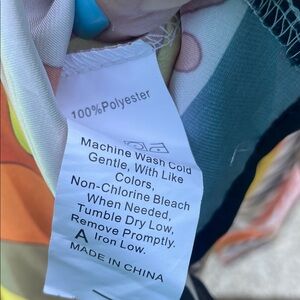 100%Polyester
Machine Wash Cold
Gentle, With Like
Colors,
Non-Chlorine Bleach
When Needed,
Tumble Dry Low,
Remove Promptly.
A Iron Low.
MADE IN CHINA